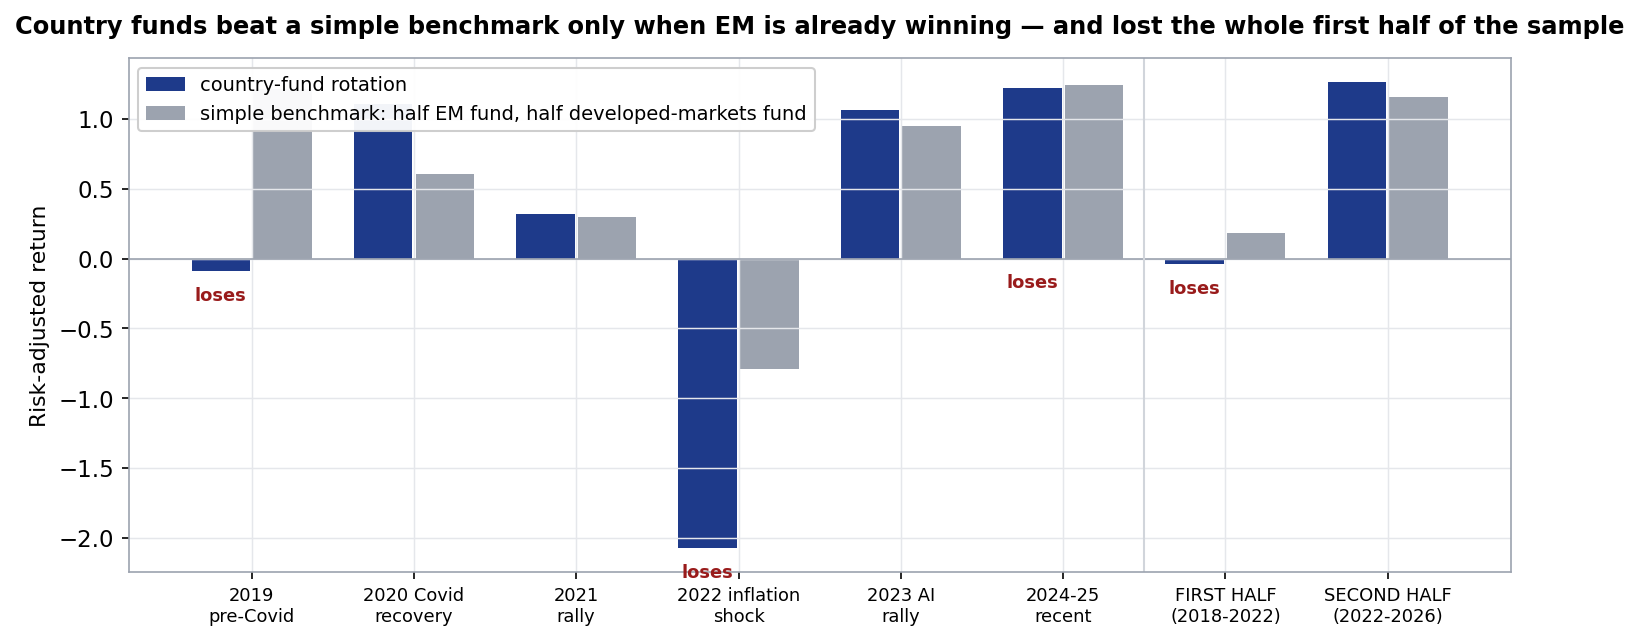 Country funds beat a simple benchmark only when EM is already winning — and lost the whole first half of the sample
country-fund rotation
simple benchmark: half EM fund, half developed-markets fund
Risk-adjusted return
1.0
0.5
0.0
−0.5
−1.0
−1.5
−2.0
loses
loses
loses
loses
2019
pre-Covid
2020 Covid
recovery
2021
rally
2022 inflation
shock
2023 AI
rally
2024-25
recent
FIRST HALF
(2018-2022)
SECOND HALF
(2022-2026)